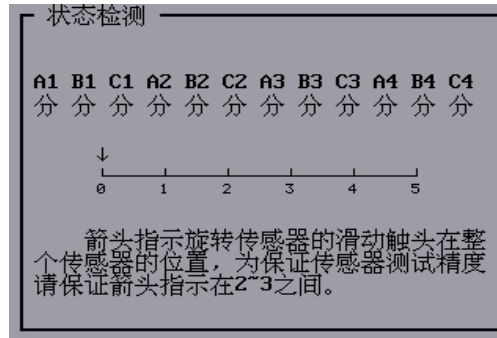 状态检测
A1 B1 C1 A2 B2 C2 A3 B3 C3 A4 B4 C4
分 分 分 分 分 分 分 分 分 分 分 分
↓
0 1 2 3 4 5
箭头指示旋转传感器的滑动触头在整
个传感器的位置，为保证传感器测试精度
请保证箭头指示在2~3之间。